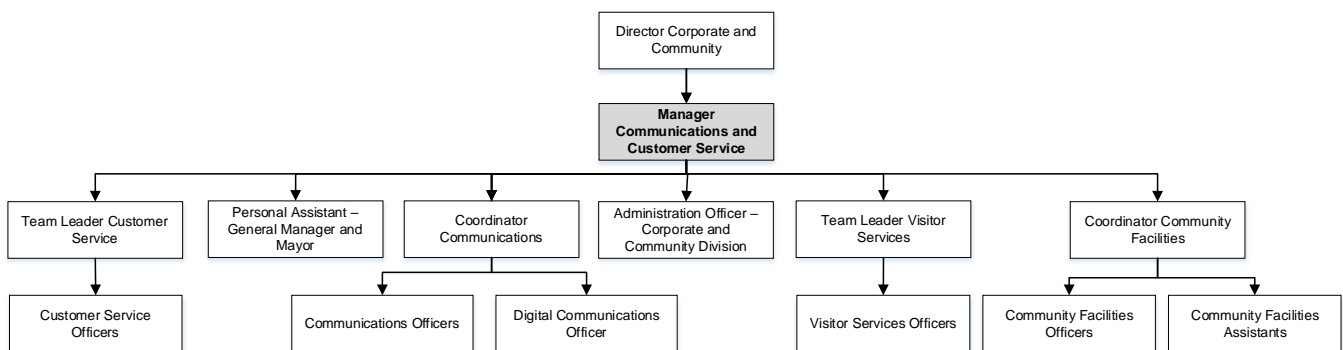 Director Corporate and
Community
Manager
Communications and
Customer Service
Team Leader Customer
Service
Personal Assistant –
General Manager and
Mayor
Coordinator
Communications
Administration Officer –
Corporate and
Community Division
Team Leader Visitor
Services
Coordinator Community
Facilities
Customer Service
Officers
Communications Officers
Digital Communications
Officer
Visitor Services Officers
Community Facilities
Officers
Community Facilities
Assistants